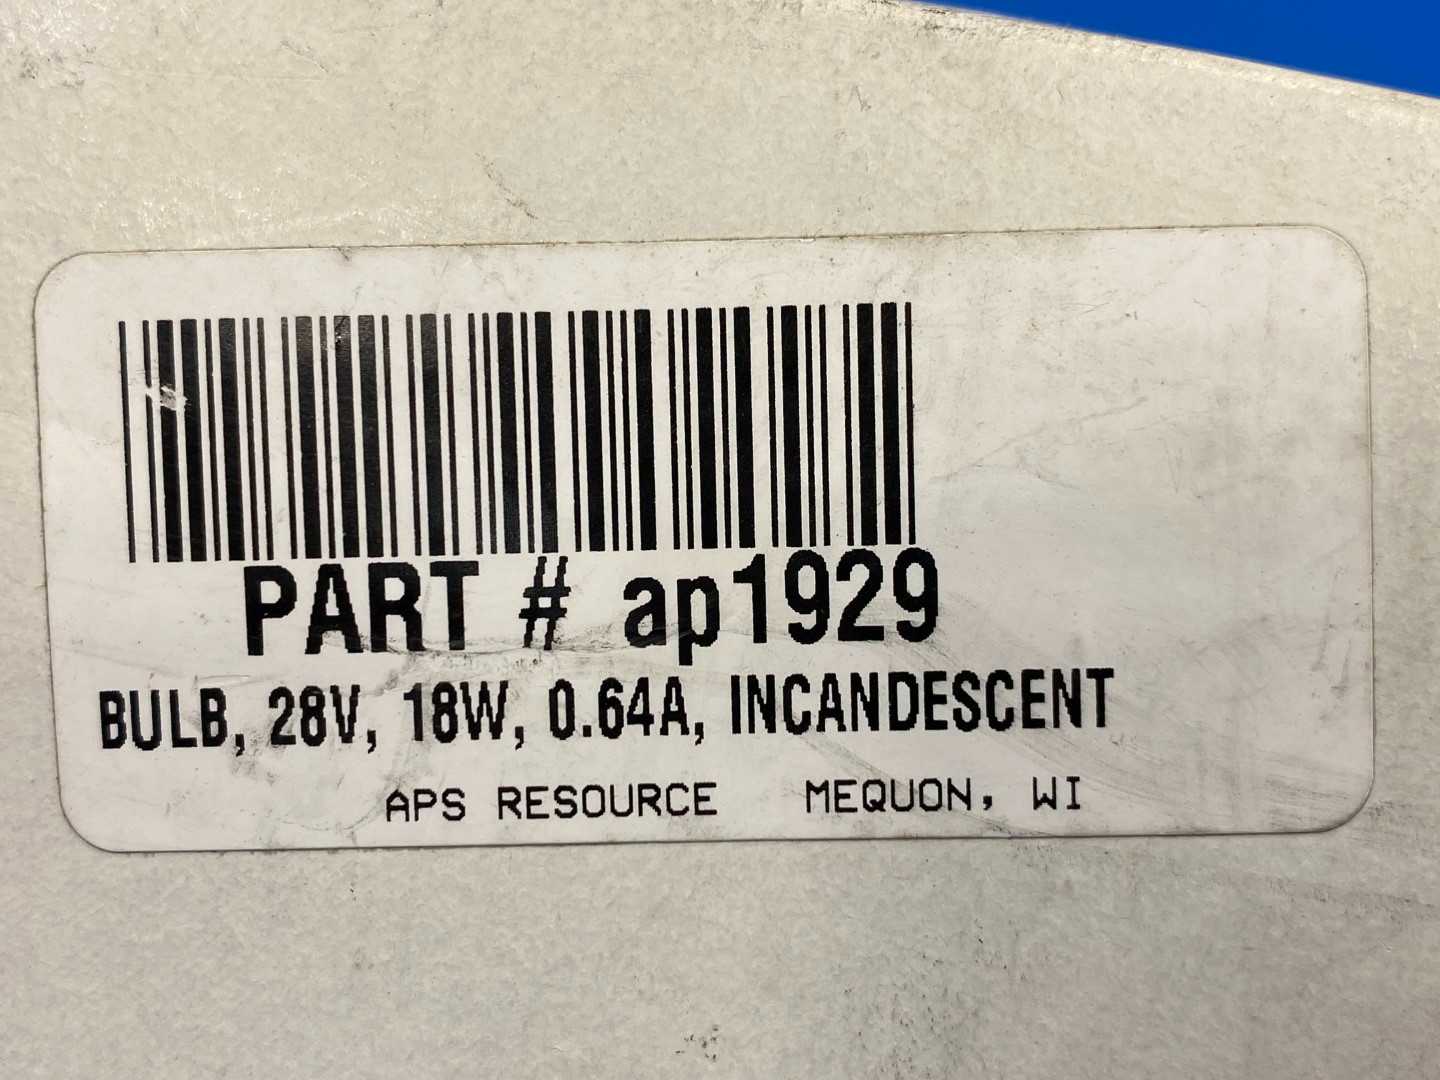 PART # ap1929
BULB, 28V, 18W, 0.64A, INCANDESCENT
APS RESOURCE MEQUON, WI